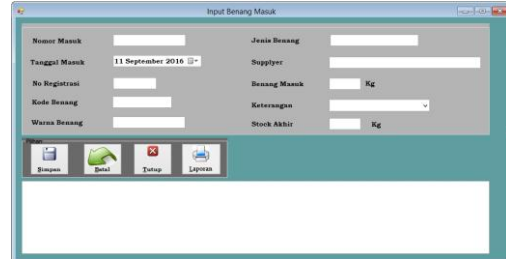 Input Benang Masuk
Nomor Masuk
Jenis Benang
Tanggal Masuk 11 September 2016
Supplyer
No Registrasi
Benang Masuk Kg
Kode Benang
Keterangan
Warna Benang
Stock Akhir Kg
Pilihan
Simpan Batal Tutup Laporan